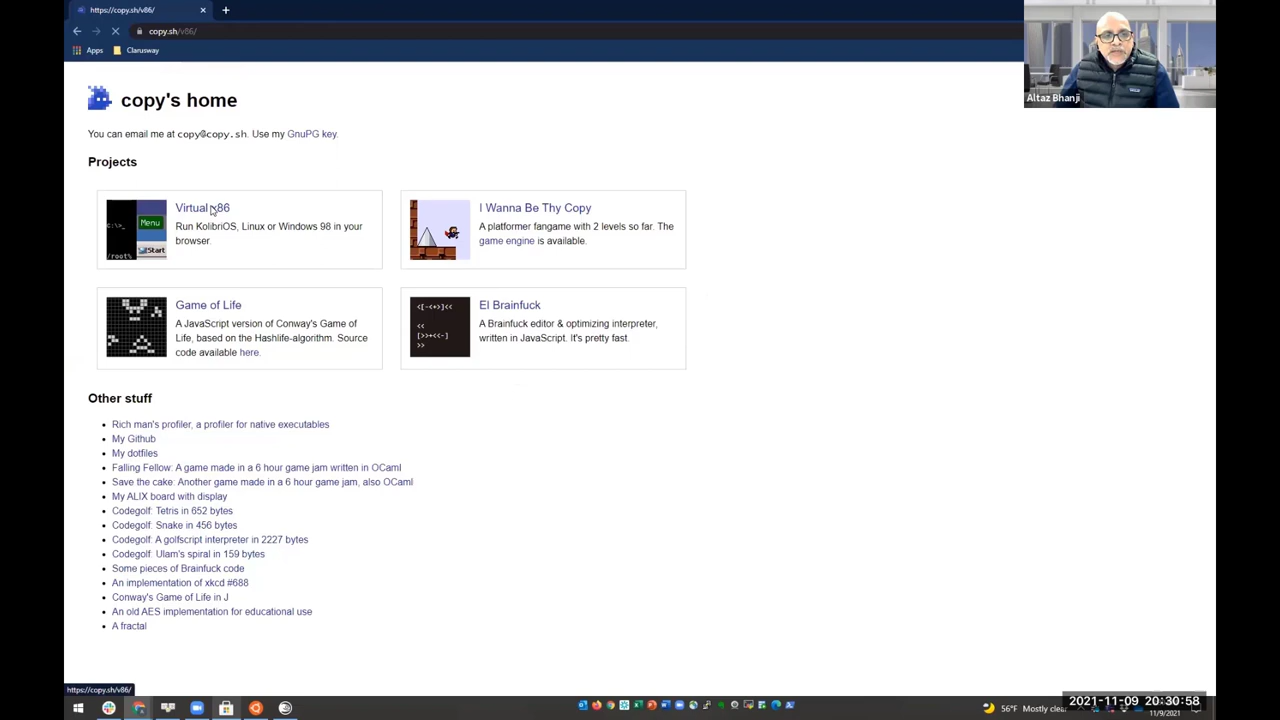 https://copy.sh/v86/
copy.sh/v86/
Apps
Clarusway
Altaz Bhanji
copy's home
You can email me at copy@copy.sh. Use my GnuPG key.
Projects
Virtual x86
Run KolibriOS, Linux or Windows 98 in your
browser.
C:\>_
Menu
Start
/root%
I Wanna Be Thy Copy
A platformer fangame with 2 levels so far. The
game engine is available.
Game of Life
A JavaScript version of Conway's Game of
Life, based on the Hashlife-algorithm. Source
code available here.
El Brainfuck
A Brainfuck editor & optimizing interpreter,
written in JavaScript. It's pretty fast.
<[-<+>]<<
<<
[>>+<<-]
>>
Other stuff
Rich man's profiler, a profiler for native executables
My Github
My dotfiles
Falling Fellow: A game made in a 6 hour game jam written in OCaml
Save the cake: Another game made in a 6 hour game jam, also OCaml
My ALIX board with display
Codegolf: Tetris in 652 bytes
Codegolf: Snake in 456 bytes
Codegolf: A golfscript interpreter in 2227 bytes
Codegolf: Ulam's spiral in 159 bytes
Some pieces of Brainfuck code
An implementation of xkcd #688
Conway's Game of Life in J
An old AES implementation for educational use
A fractal
https://copy.sh/v86/
56°F Mostly clear
2021-11-09 20:30:58
11/9/2021